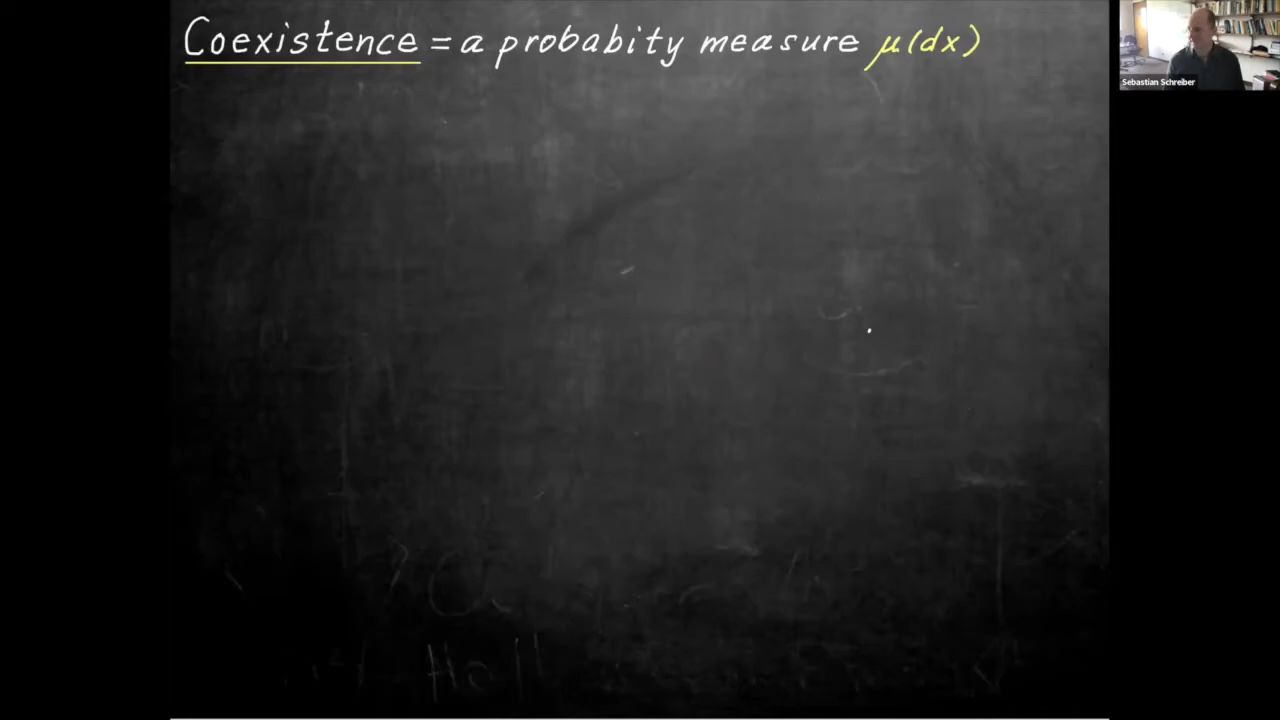 Coexistence = a probabity measure μ(dx)
Sebastian Schreiber